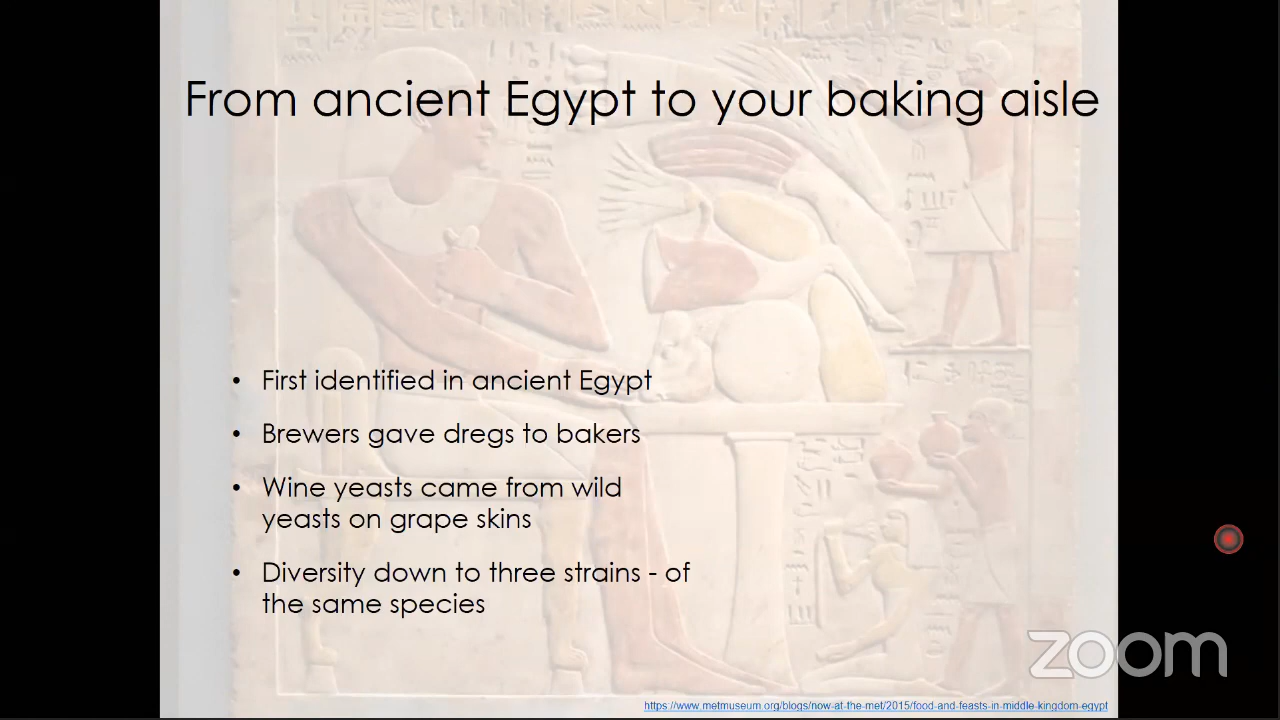 From ancient Egypt to your baking aisle
• First identified in ancient Egypt
• Brewers gave dregs to bakers
• Wine yeasts came from wild
yeasts on grape skins
• Diversity down to three strains - of
the same species
zoom
https://www.metmuseum.org/blogs/now-at-the-met/2015/food-and-feasts-in-middle-kingdom-egypt